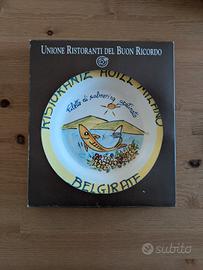 UNIONE RISTORANTI DEL BUON RICORDO
RISTORANTE HOTEL MILANO
Filetto di salmerino
BELGIRATE
subito